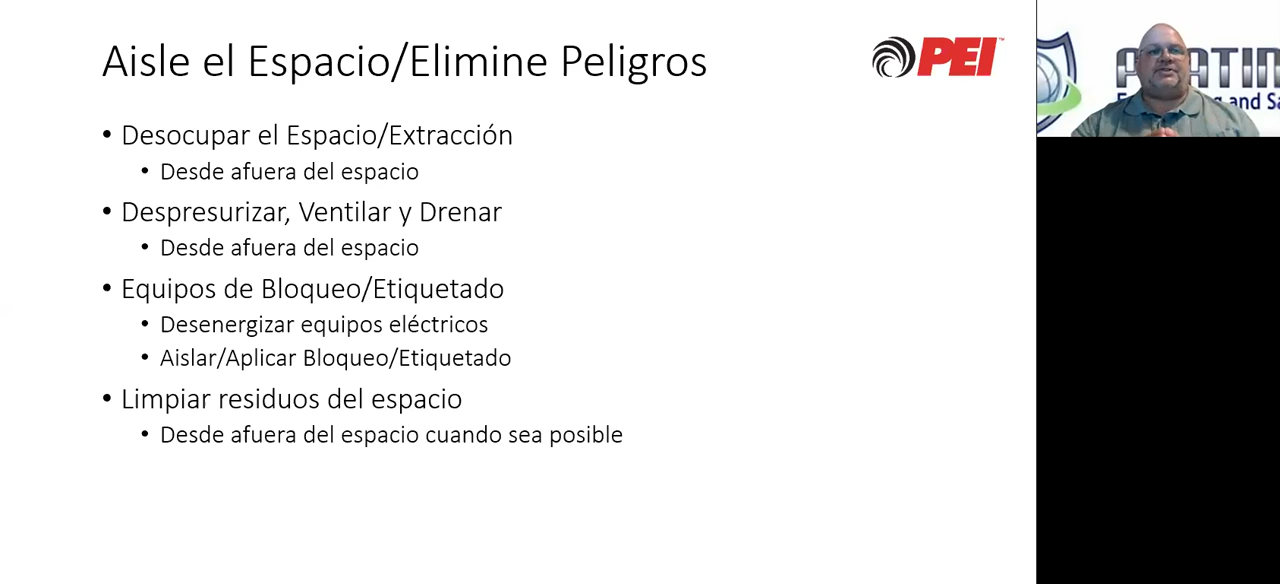 Aisle el Espacio/Elimine Peligros
PEI
• Desocupar el Espacio/Extracción
• Desde afuera del espacio
• Despresurizar, Ventilar y Drenar
• Desde afuera del espacio
• Equipos de Bloqueo/Etiquetado
• Desenergizar equipos eléctricos
• Aislar/Aplicar Bloqueo/Etiquetado
• Limpiar residuos del espacio
• Desde afuera del espacio cuando sea posible
and Sa